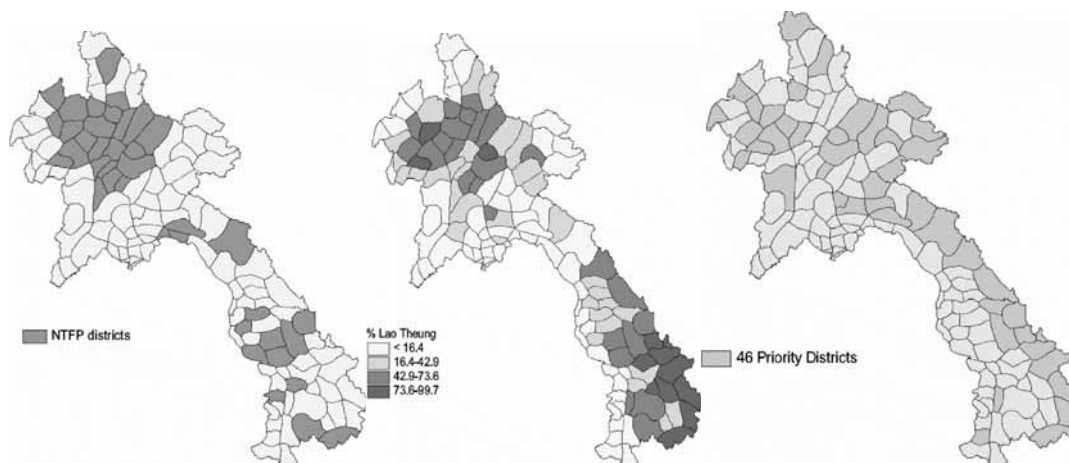 NTFP districts
% Lao Theung
< 16.4
16.4-42.9
42.9-73.6
73.6-99.7
46 Priority Districts